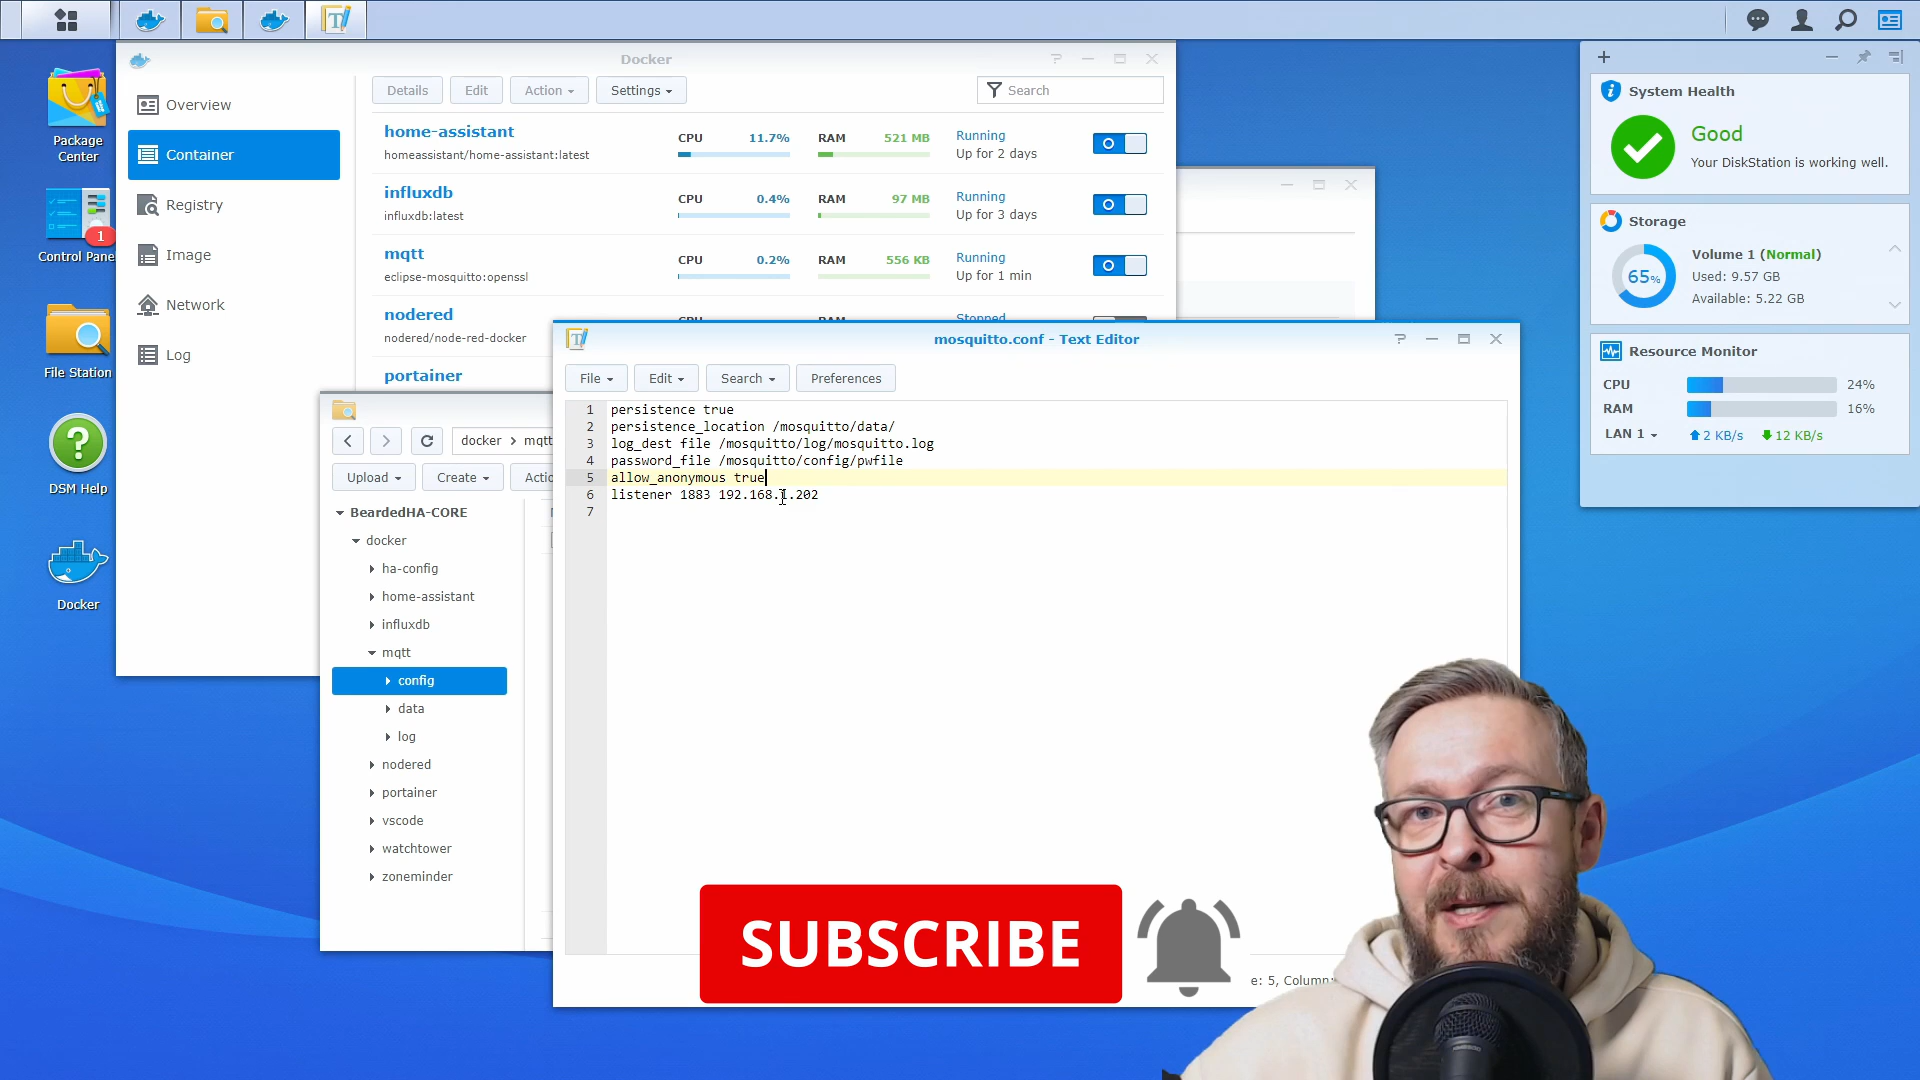 Docker
Details
Edit
Action
Settings
Search
Overview
Container
Registry
Image
Network
Log
home-assistant
homeassistant/home-assistant:latest
CPU 11.7%
RAM 521 MB
Running
Up for 2 days
influxdb
influxdb:latest
CPU 0.4%
RAM 97 MB
Running
Up for 3 days
mqtt
eclipse-mosquitto:openssl
CPU 0.2%
RAM 556 KB
Running
Up for 1 min
nodered
nodered/node-red-docker
Stopped
portainer
Package
Center
1
Control Pane
File Station
DSM Help
Docker
docker > mqtt
Upload
Create
BeardedHA-CORE
docker
ha-config
home-assistant
influxdb
mqtt
config
data
log
nodered
portainer
vscode
watchtower
zoneminder
mosquitto.conf - Text Editor
File
Edit
Search
Preferences
1 persistence true
2 persistence_location /mosquitto/data/
3 log_dest file /mosquitto/log/mosquitto.log
4 password_file /mosquitto/config/pwfile
5 allow_anonymous true
6 listener 1883 192.168.1.202
7
e: 5, Column:
SUBSCRIBE
System Health
Good
Your DiskStation is working well.
Storage
65%
Volume 1 (Normal)
Used: 9.57 GB
Available: 5.22 GB
Resource Monitor
CPU 24%
RAM 16%
LAN 1 2 KB/s 12 KB/s